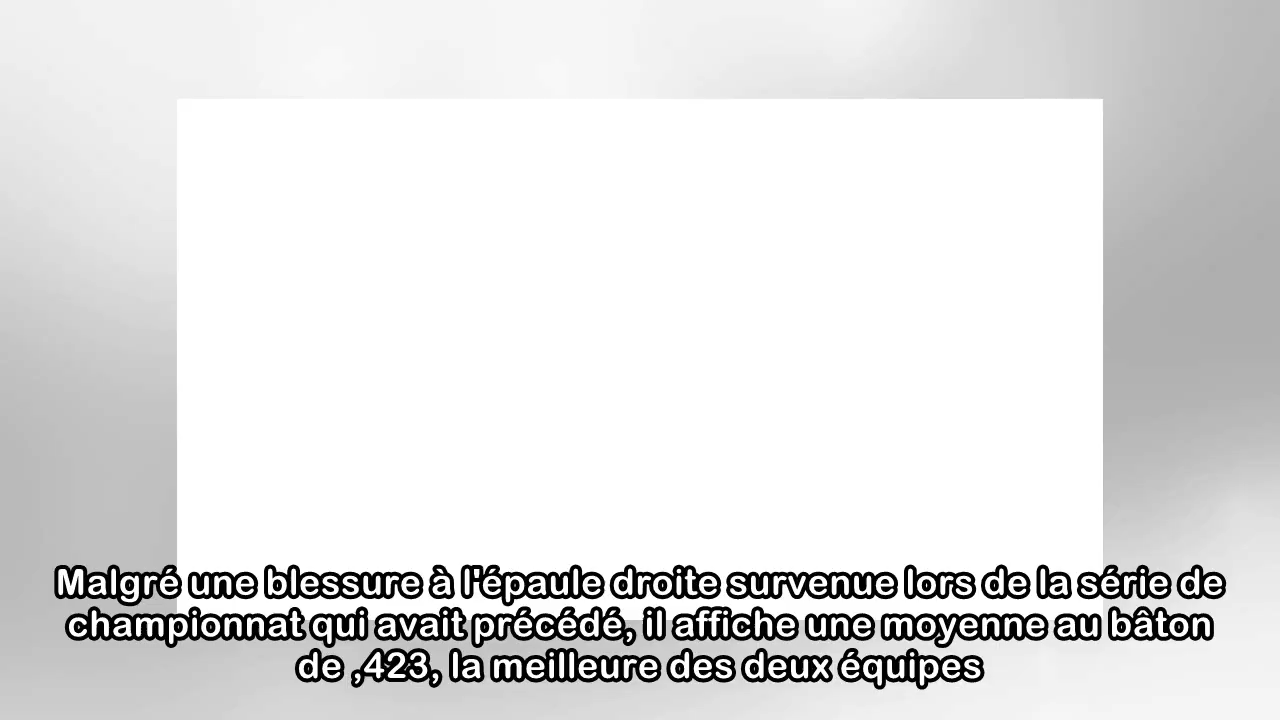 Malgré une blessure à l'épaule droite survenue lors de la série de
championnat qui avait précédé, il affiche une moyenne au bâton
de ,423, la meilleure des deux équipes